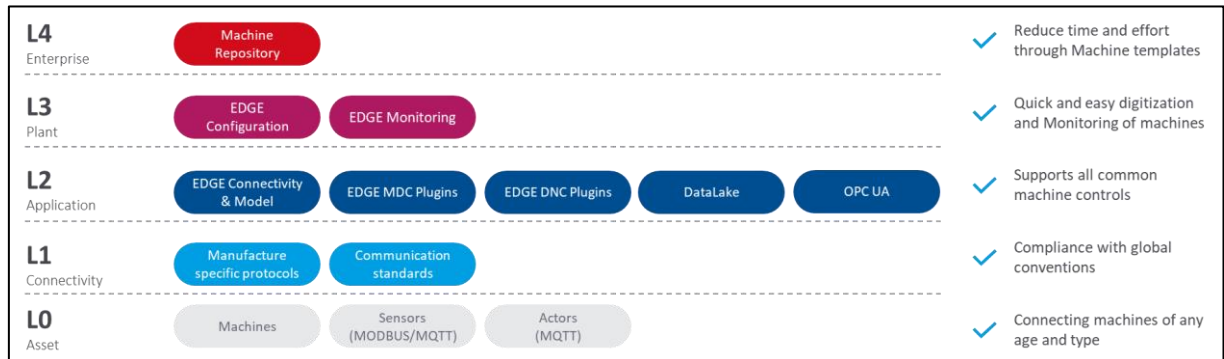 L4
Enterprise
Machine
Repository
Reduce time and effort
through Machine templates
L3
Plant
EDGE
Configuration
EDGE Monitoring
Quick and easy digitization
and Monitoring of machines
L2
Application
EDGE Connectivity
& Model
EDGE MDC Plugins
EDGE DNC Plugins
DataLake
OPC UA
Supports all common
machine controls
L1
Connectivity
Manufacture
specific protocols
Communication
standards
Compliance with global
conventions
L0
Asset
Machines
Sensors
(MODBUS/MQTT)
Actors
(MQTT)
Connecting machines of any
age and type